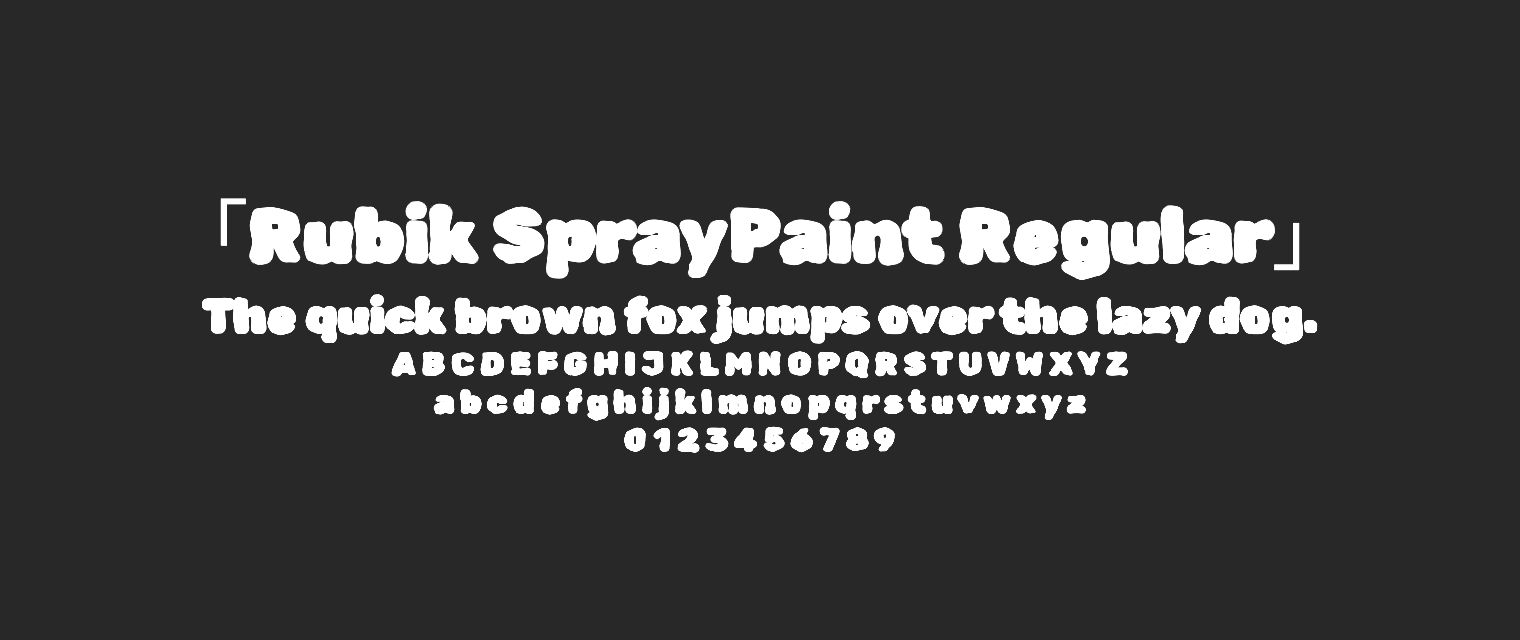 「Rubik SprayPaint Regular」
The quick brown fox jumps over the lazy dog.
ABCDEFGHIJKLMNOPQRSTUVWXYZ
abcdefghijklmnopqrstuvwxyz
0123456789